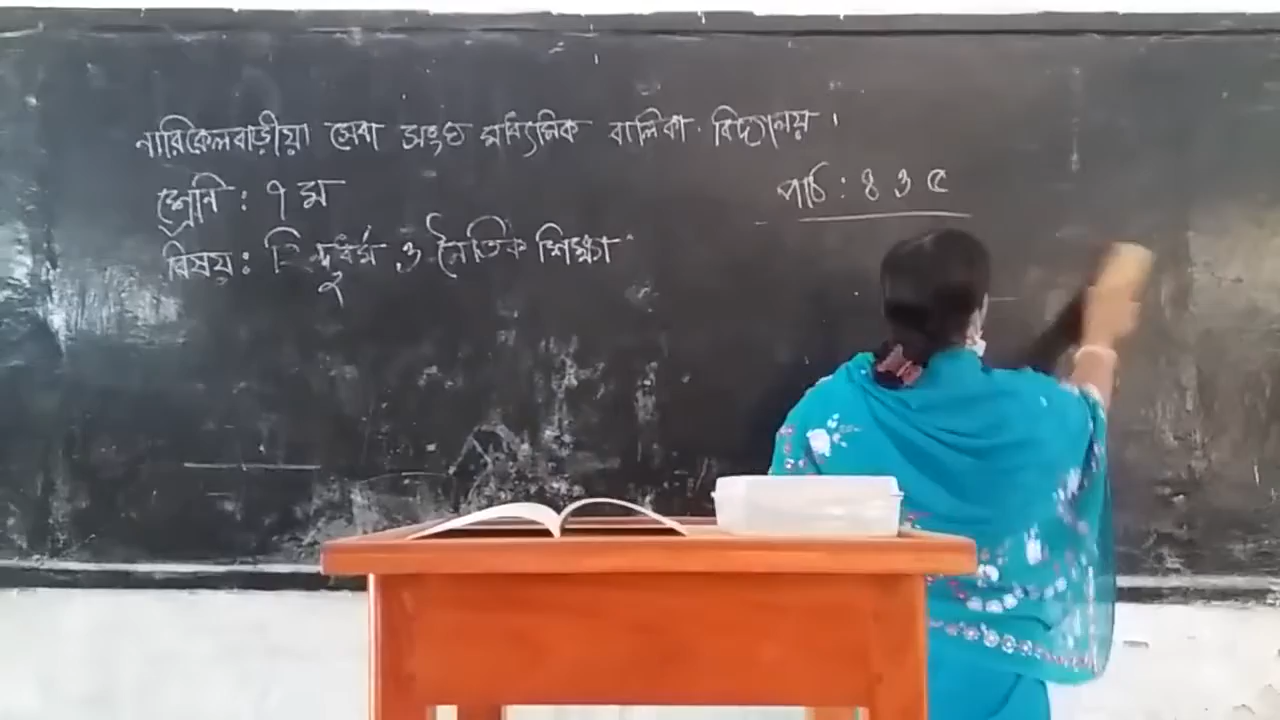 নারিকেলবাড়ীয়া সেবা সংঘ মাধ্যমিক বালিকা বিদ্যালয়।
শ্রেনি : ৭ম
পাঠ : ৪ ও ৫
বিষয় : হিন্দুধর্ম ও নৈতিক শিক্ষা